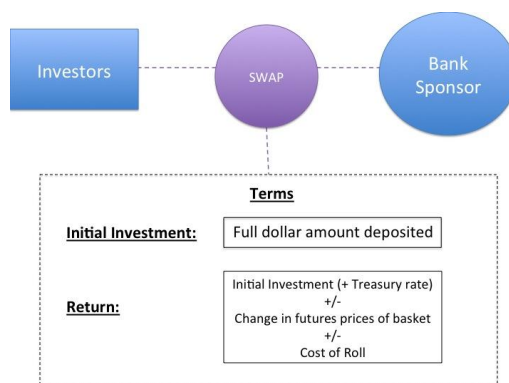 Investors
SWAP
Bank
Sponsor
Terms
Initial Investment:
Full dollar amount deposited
Return:
Initial Investment (+ Treasury rate)
+/-
Change in futures prices of basket
+/-
Cost of Roll